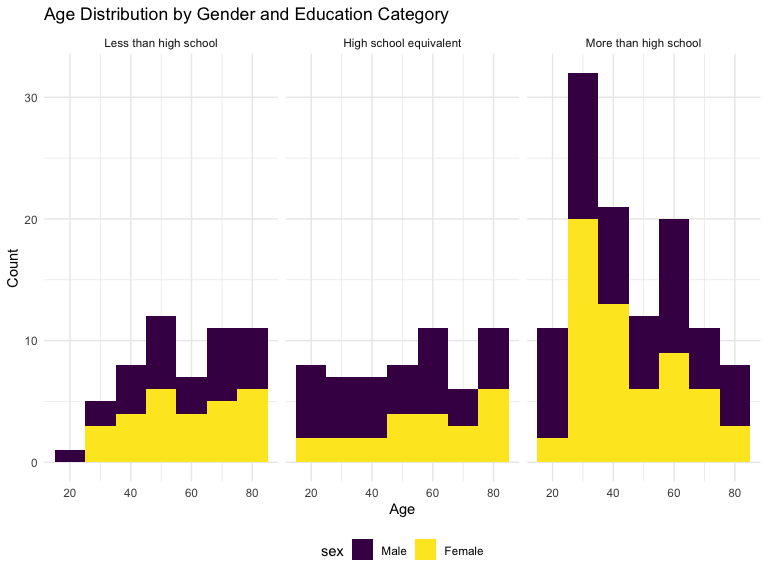 Age Distribution by Gender and Education Category
Less than high school
High school equivalent
More than high school
30
20
10
0
Count
20 40 60 80
20 40 60 80
20 40 60 80
Age
sex Male Female